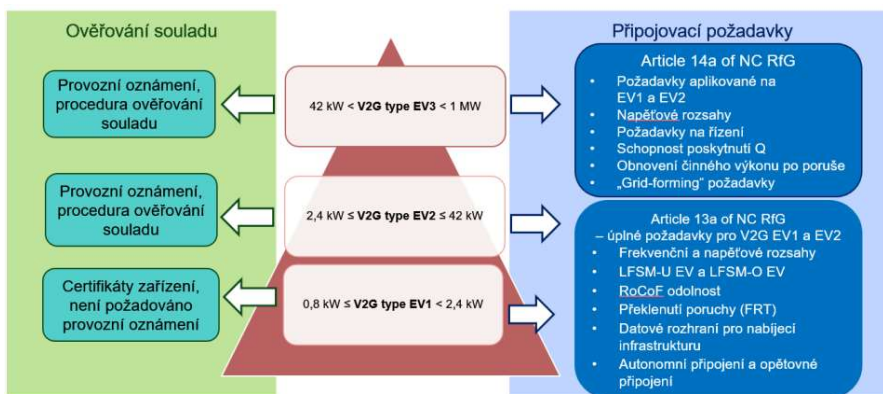 Ověřování souladu
Provozní oznámení,
procedura ověřování
souladu
Provozní oznámení,
procedura ověřování
souladu
Certifikáty zařízení,
není požadováno
provozní oznámení
42 kW < V2G type EV3 < 1 MW
2,4 kW ≤ V2G type EV2 ≤ 42 kW
0,8 kW ≤ V2G type EV1 < 2,4 kW
Připojovací požadavky
Article 14a of NC RfG
• Požadavky aplikované na
EV1 a EV2
• Napěťové rozsahy
• Požadavky na řízení
• Schopnost poskytnutí Q
• Obnovení činného výkonu po poruše
• „Grid-forming“ požadavky
Article 13a of NC RfG
– úplné požadavky pro V2G EV1 a EV2
• Frekvenční a napěťové rozsahy
• LFSM-U EV a LFSM-O EV
• RoCoF odolnost
• Překlenutí poruchy (FRT)
• Datové rozhraní pro nabíjecí
infrastrukturu
• Autonomní připojení a opětovné
připojení